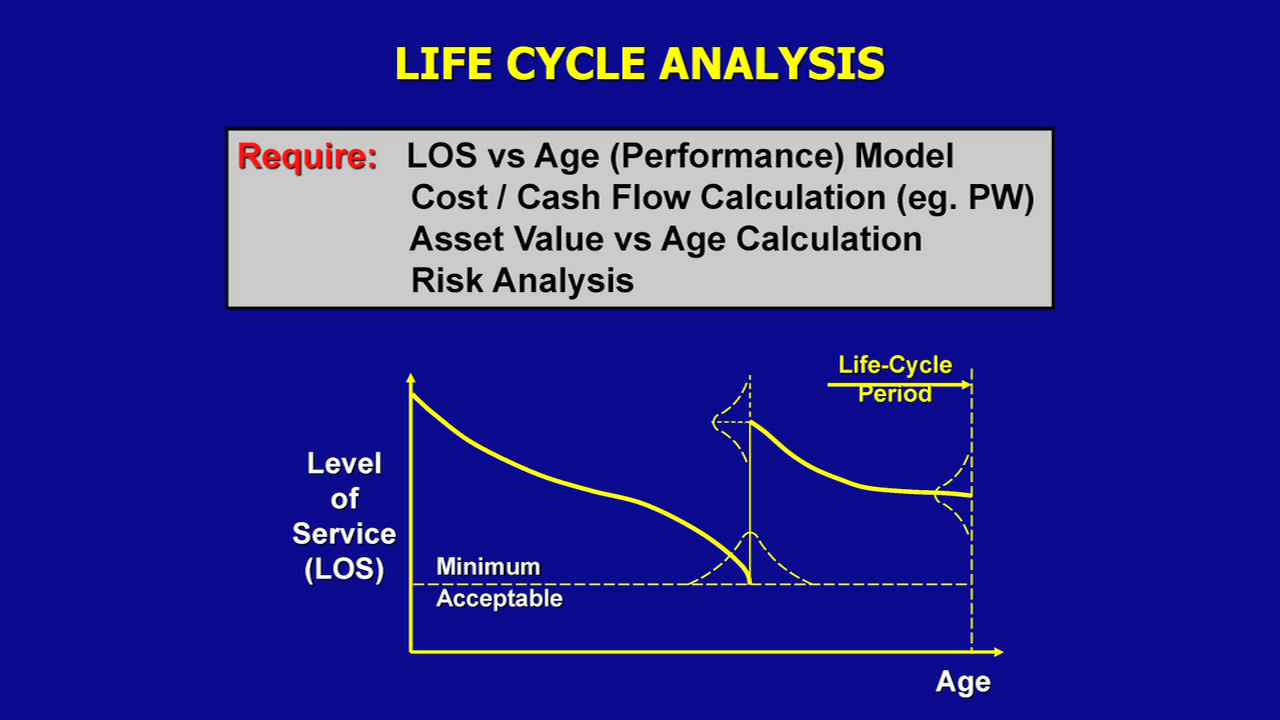 LIFE CYCLE ANALYSIS
Require: LOS vs Age (Performance) Model
Cost / Cash Flow Calculation (eg. PW)
Asset Value vs Age Calculation
Risk Analysis
Life-Cycle
Period
Level
of
Service
(LOS)
Minimum
Acceptable
Age